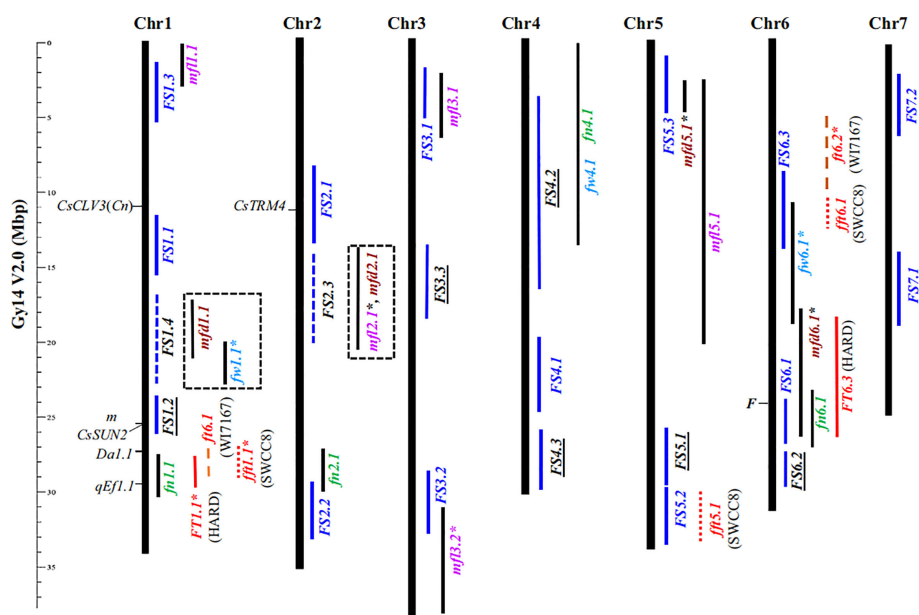 Chr1 Chr2 Chr3 Chr4 Chr5 Chr6 Chr7
Gy14 V2.0 (Mbp)
0
5
10
15
20
25
30
35
CsCLV3(Cn)
m
CsSUN2
Da1.1
qEf1.1
mfl1.1
FS1.3
FS1.1
FS1.4
mfd1.1
fw1.1*
FS1.2
fn1.1
FT1.1*
(HARD)
ft6.1
(WI7167)
fft1.1*
(SWCC8)
CsTRM4
FS2.1
FS2.3
mfl2.1*, mfd2.1
fn2.1
FS2.2
FS3.1
mfl3.1
FS3.3
FS3.2
mfl3.2*
fn4.1
fw4.1
FS4.2
FS4.1
FS4.3
FS5.3
mfd5.1*
mfl5.1
FS5.1
FS5.2
fft5.1
(SWCC8)
F
FS6.3
ft6.2*
(WI7167)
fft6.1
(SWCC8)
fw6.1*
mfd6.1*
FT6.3 (HARD)
FS6.1
fn6.1
FS6.2
FS7.2
FS7.1